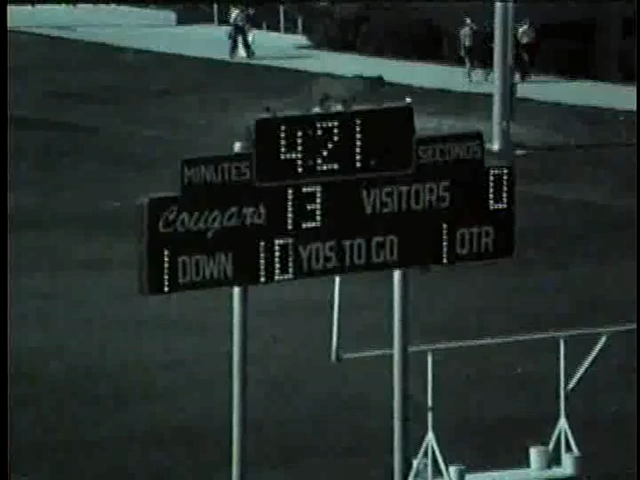 4:21
MINUTES SECONDS
Cougars 13 VISITORS 0
1 DOWN 10 YDS TO GO 1 QTR